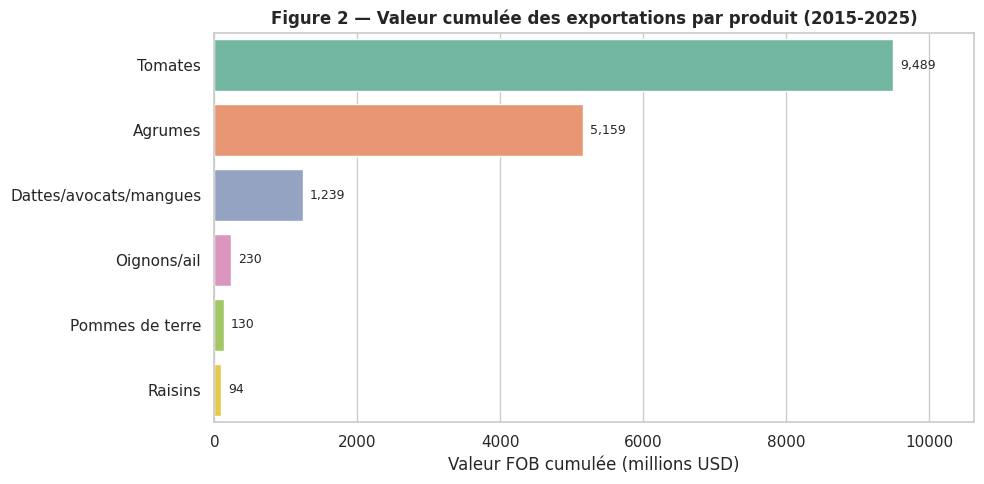 Figure 2 — Valeur cumulée des exportations par produit (2015-2025)
Tomates 9,489
Agrumes 5,159
Dattes/avocats/mangues 1,239
Oignons/ail 230
Pommes de terre 130
Raisins 94
0 2000 4000 6000 8000 10000
Valeur FOB cumulée (millions USD)